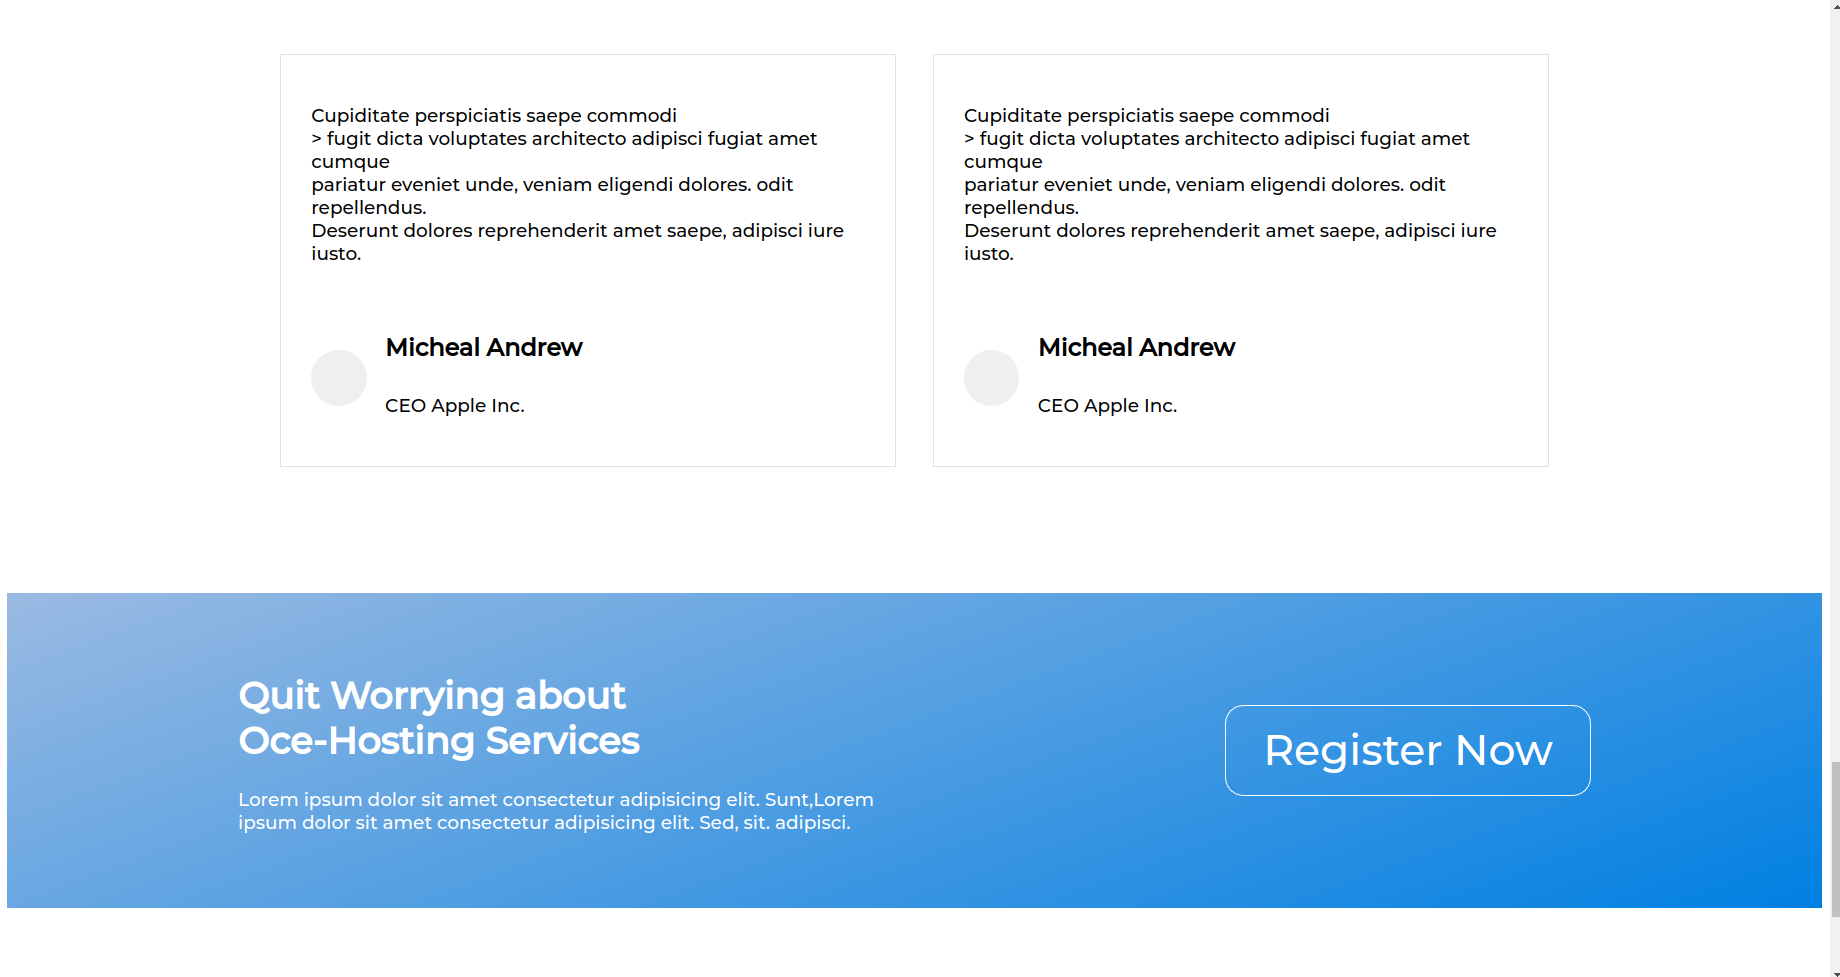 Cupiditate perspiciatis saepe commodi
> fugit dicta voluptates architecto adipisci fugiat amet
cumque
pariatur eveniet unde, veniam eligendi dolores. odit
repellendus.
Deserunt dolores reprehenderit amet saepe, adipisci iure
iusto.
Micheal Andrew
CEO Apple Inc.
Cupiditate perspiciatis saepe commodi
> fugit dicta voluptates architecto adipisci fugiat amet
cumque
pariatur eveniet unde, veniam eligendi dolores. odit
repellendus.
Deserunt dolores reprehenderit amet saepe, adipisci iure
iusto.
Micheal Andrew
CEO Apple Inc.
Quit Worrying about
Oce-Hosting Services
Lorem ipsum dolor sit amet consectetur adipisicing elit. Sunt,Lorem
ipsum dolor sit amet consectetur adipisicing elit. Sed, sit. adipisci.
Register Now